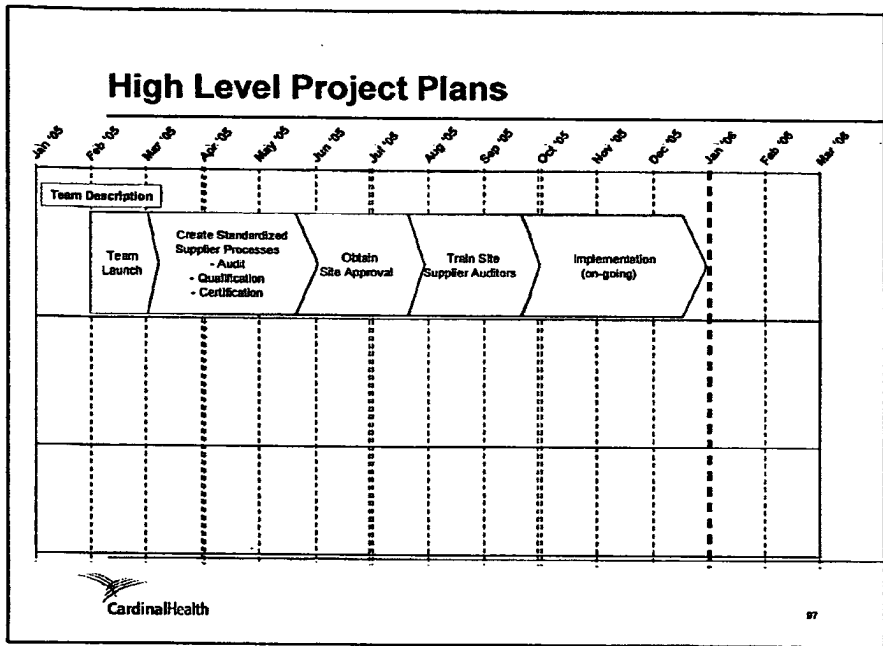 High Level Project Plans
Jan '05
Feb '05
Mar '05
Apr '05
May '05
Jun '05
Jul '05
Aug '05
Sep '05
Oct '05
Nov '05
Dec '05
Jan '06
Feb '06
Mar '06
Team Description
Team
Launch
Create Standardized
Supplier Processes
- Audit
- Qualification
- Certification
Obtain
Site Approval
Train Site
Supplier Auditors
Implementation
(on-going)
CardinalHealth
97